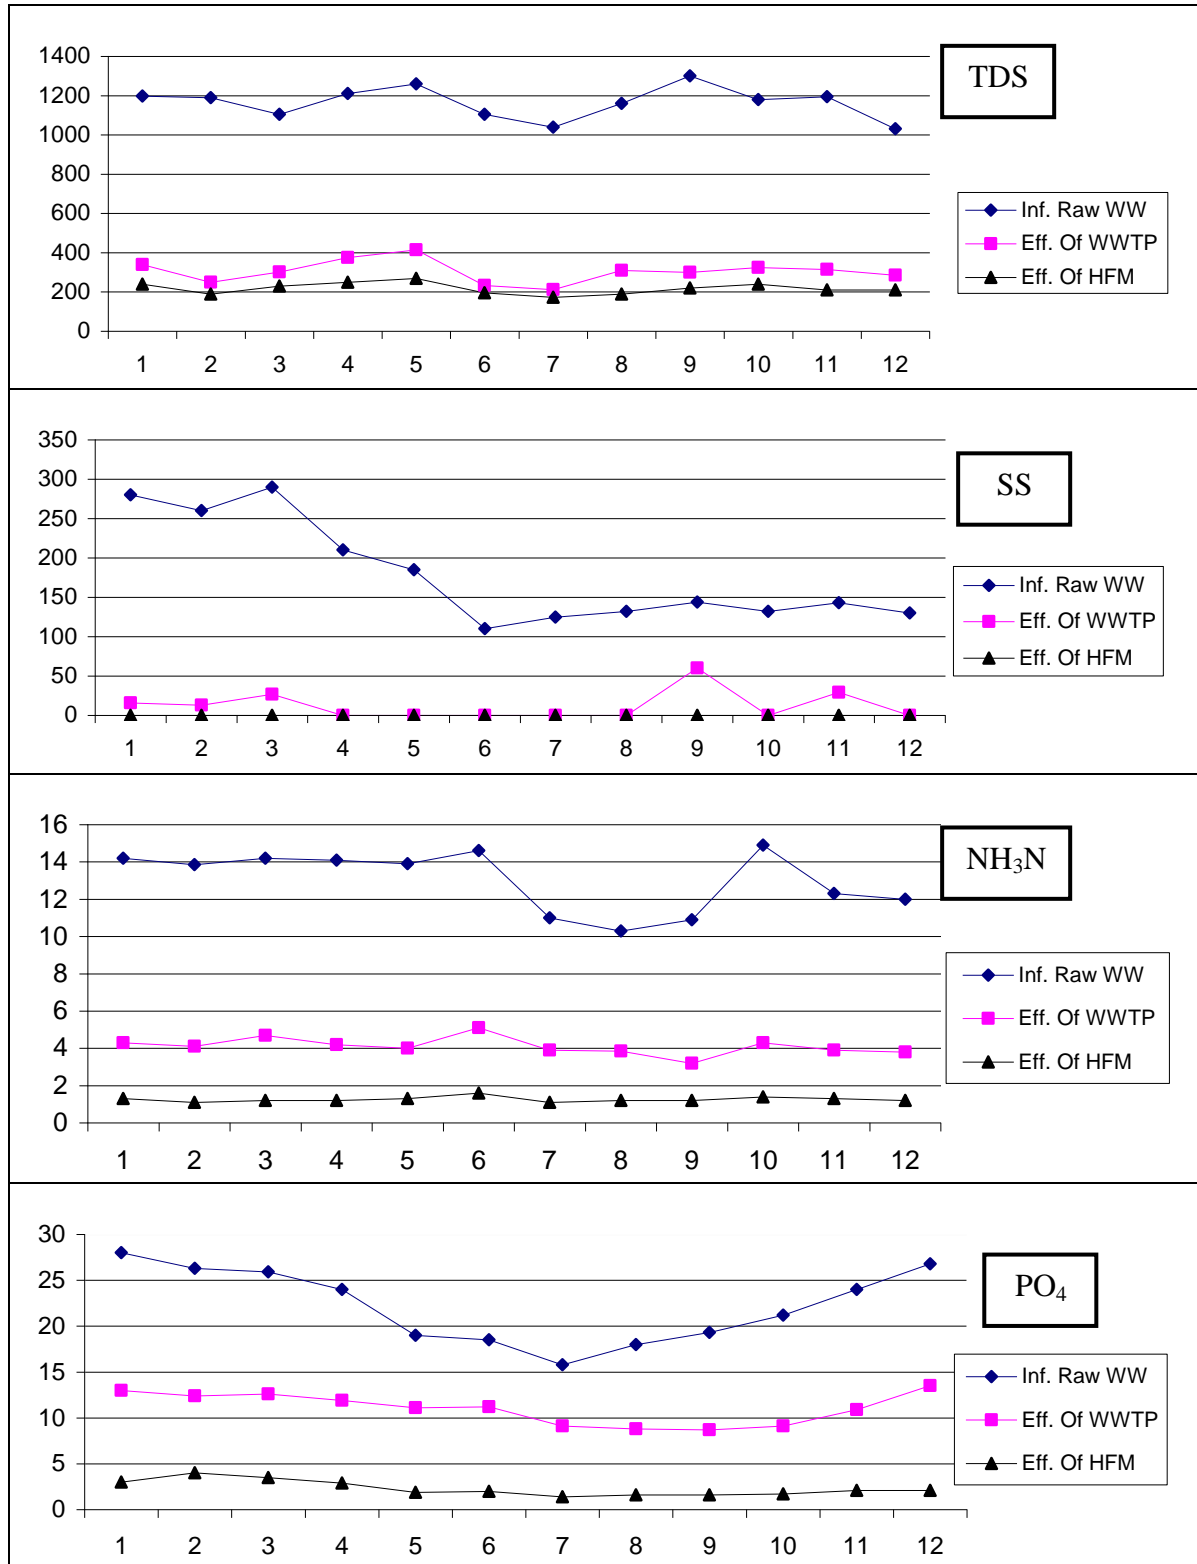 TDS
1400
1200
1000
800
600
400
200
0
1 2 3 4 5 6 7 8 9 10 11 12
Inf. Raw WW
Eff. Of WWTP
Eff. Of HFM
SS
350
300
250
200
150
100
50
0
1 2 3 4 5 6 7 8 9 10 11 12
Inf. Raw WW
Eff. Of WWTP
Eff. Of HFM
NH₃N
16
14
12
10
8
6
4
2
0
1 2 3 4 5 6 7 8 9 10 11 12
Inf. Raw WW
Eff. Of WWTP
Eff. Of HFM
PO₄
30
25
20
15
10
5
0
1 2 3 4 5 6 7 8 9 10 11 12
Inf. Raw WW
Eff. Of WWTP
Eff. Of HFM